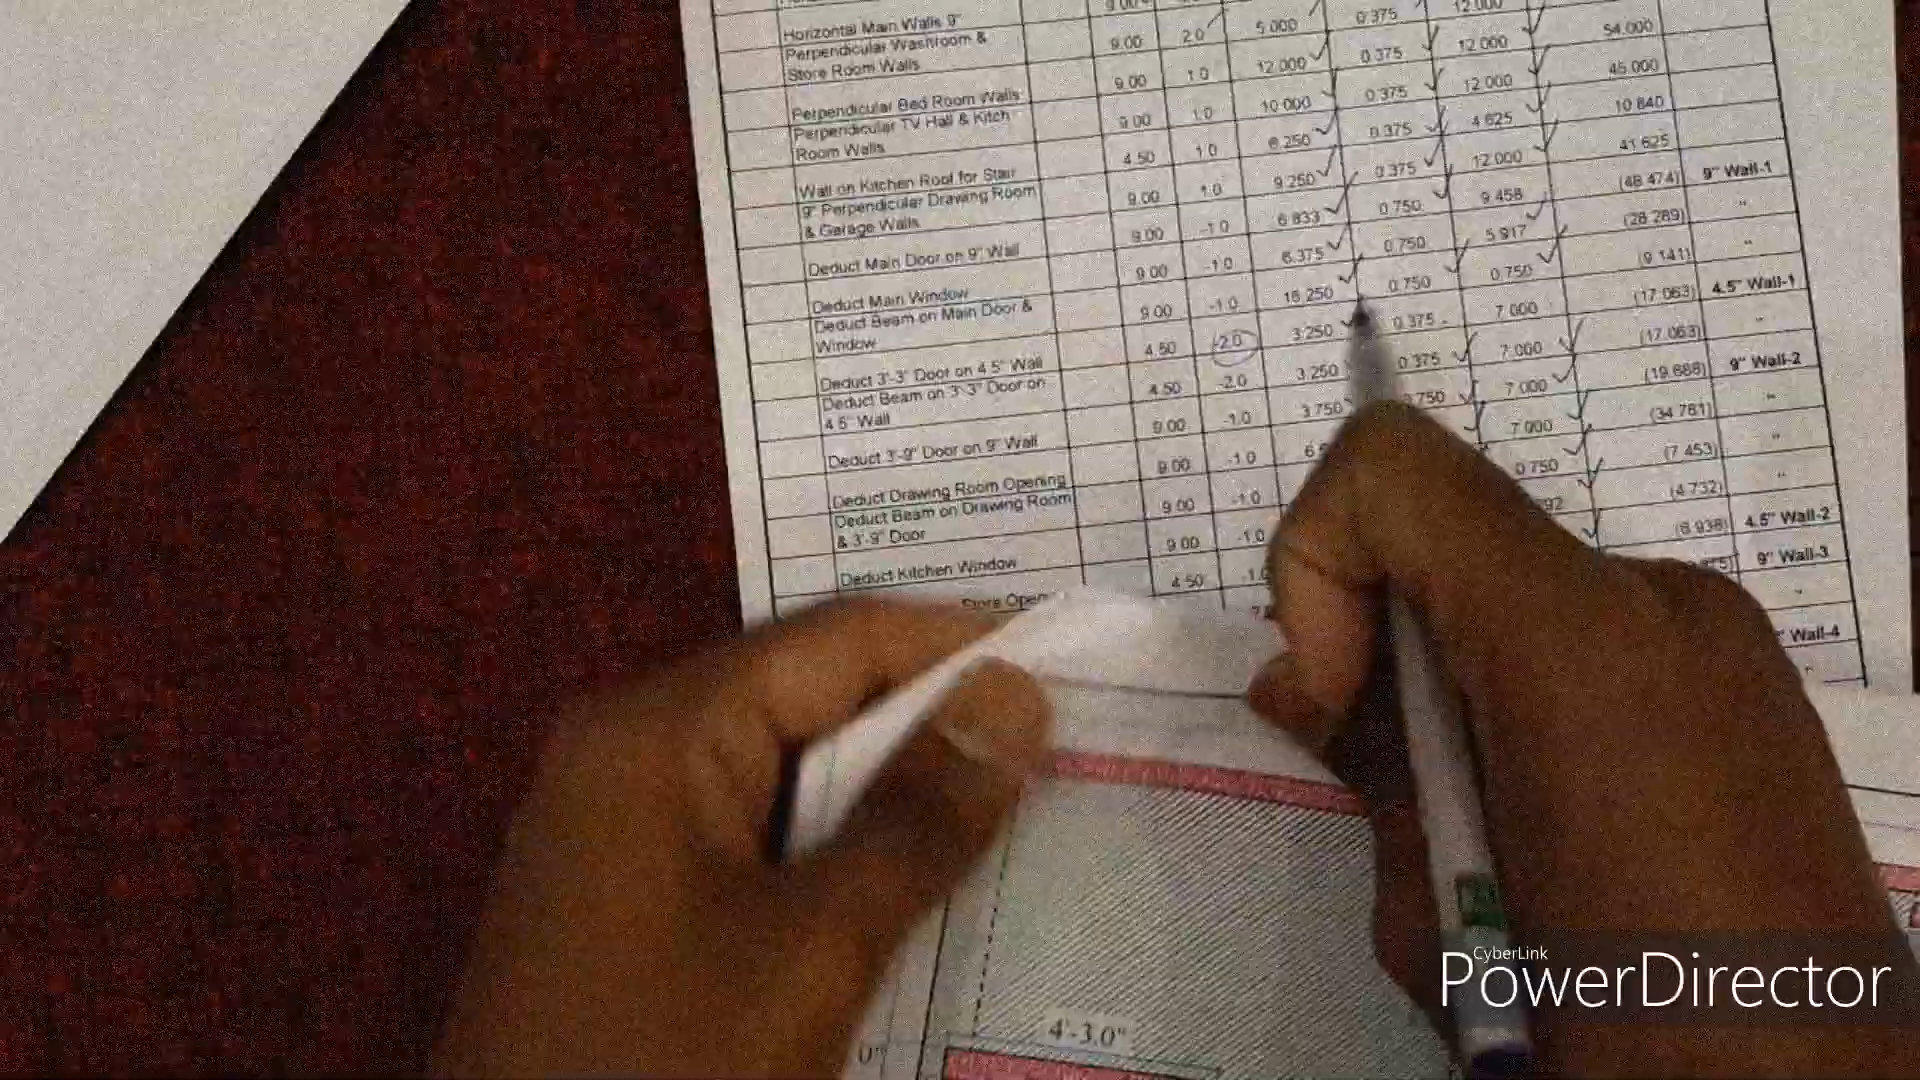 Horizontal Main Walls 9"
Perpendicular Washroom &
Store Room Walls
9.00 2.0 5.000 0.375 12.000 54.000
Perpendicular Bed Room Walls
9.00 1.0 12.000 0.375 12.000 45.000
Perpendicular TV Hall & Kitch
Room Walls
9.00 1.0 10.000 0.375 12.000 10.840
Wall on Kitchen Roof for Stair
4.50 1.0 6.250 0.375 4.625 41.625
9" Perpendicular Drawing Room
& Garage Walls
9.00 1.0 9.250 0.375 12.000 (48.474) 9" Wall-1
Deduct Main Door on 9" Wall
9.00 -1.0 6.833 0.750 9.458 (28.289) "
Deduct Main Window
9.00 -1.0 6.375 0.750 5.917 (9.141) "
Deduct Beam on Main Door &
Window
9.00 -1.0 16.250 0.750 0.750 (17.063) 4.5" Wall-1
Deduct 3'-3" Door on 4.5" Wall
4.50 -2.0 3.250 0.375 7.000 (17.063)
Deduct Beam on 3'-3" Door on
4.5" Wall
4.50 -2.0 3.250 0.375 7.000 (19.688) 9" Wall-2
Deduct 3'-9" Door on 9" Wall
9.00 -1.0 3.750 0.750 7.000 (34.781) "
Deduct Drawing Room Opening
9.00 -1.0 7.000 (7.453) "
Deduct Beam on Drawing Room
& 3'-9" Door
9.00 -1.0 0.750 (4.732) "
Deduct Kitchen Window
9.00 -1.0 (6.938) 4.5" Wall-2
Store
4.50 9" Wall-3
"
Wall-4
"
4'-3.0"
CyberLink
PowerDirector